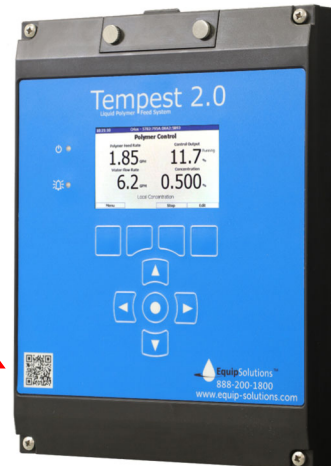 Tempest 2.0
Liquid Polymer Feed System
Polymer Control
Polymer Feed Rate
Control Output
1.85 GPH
11.7 %
Running
Water Flow Rate
Concentration
6.2 GPM
0.500 %
Local Concentration
Menu
Stop
Edit
EquipSolutions™
888-200-1800
www.equip-solutions.com